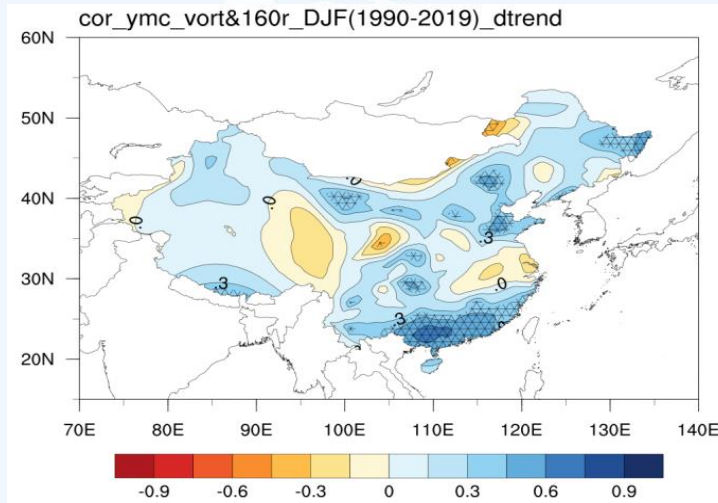 cor_ymc_vort&160r_DJF(1990-2019)_dtrend
60N
50N
.0
40N
.0
.0
.3
30N
.3
.0
.3
20N
70E 80E 90E 100E 110E 120E 130E 140E
-0.9 -0.6 -0.3 0 0.3 0.6 0.9